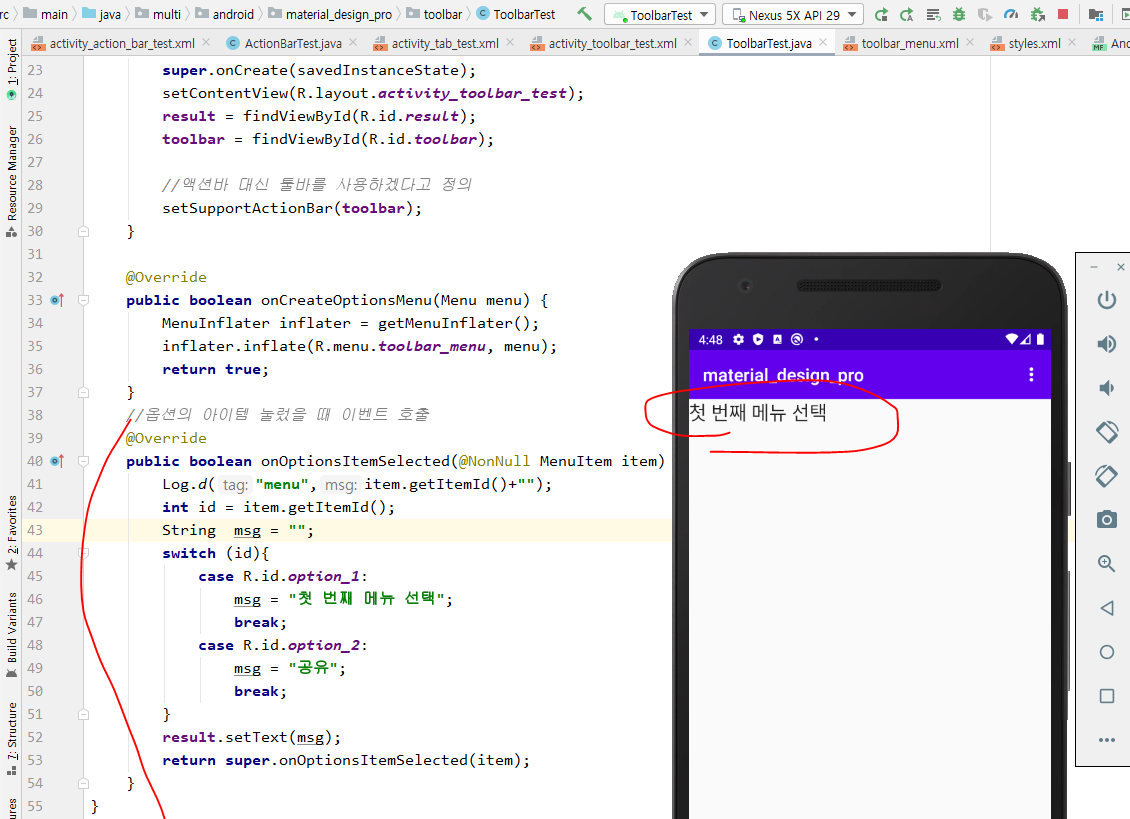 rc main java multi android material_design_pro toolbar ToolbarTest ToolbarTest Nexus 5X API 29
activity_action_bar_test.xml ActionBarTest.java activity_tab_test.xml activity_toolbar_test.xml ToolbarTest.java toolbar_menu.xml styles.xml MF And
1: Project
Resource Manager
2: Favorites
Build Variants
7: Structure
ures
23 super.onCreate(savedInstanceState);
24 setContentView(R.layout.activity_toolbar_test);
25 result = findViewById(R.id.result);
26 toolbar = findViewById(R.id.toolbar);
27
28 //액션바 대신 툴바를 사용하겠다고 정의
29 setSupportActionBar(toolbar);
30 }
31
32 @Override
33 public boolean onCreateOptionsMenu(Menu menu) {
34 MenuInflater inflater = getMenuInflater();
35 inflater.inflate(R.menu.toolbar_menu, menu);
36 return true;
37 }
38 //옵션의 아이템 눌렀을 때 이벤트 호출
39 @Override
40 public boolean onOptionsItemSelected(@NonNull MenuItem item)
41 Log.d( tag: "menu", msg: item.getItemId()+"");
42 int id = item.getItemId();
43 String msg = "";
44 switch (id){
45 case R.id.option_1:
46 msg = "첫 번째 메뉴 선택";
47 break;
48 case R.id.option_2:
49 msg = "공유";
50 break;
51 }
52 result.setText(msg);
53 return super.onOptionsItemSelected(item);
54 }
55 }
4:48
material_design_pro
첫 번째 메뉴 선택